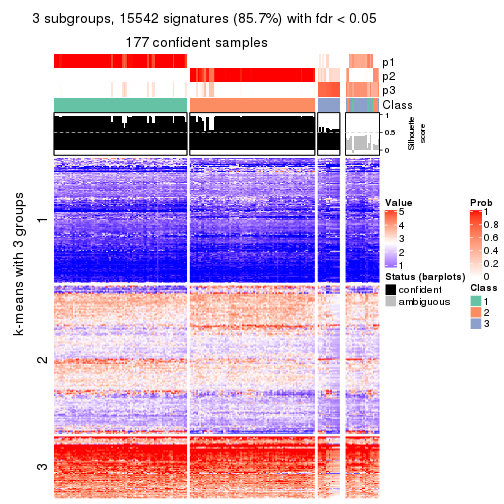 3 subgroups, 15542 signatures (85.7%) with fdr < 0.05
177 confident samples
p1
p2
p3
Class
1
0.5
0
Silhouette
score
k-means with 3 groups
1
2
3
Value
5
4
3
2
1
Status (barplots)
confident
ambiguous
Prob
1
0.8
0.6
0.4
0.2
0
Class
1
2
3